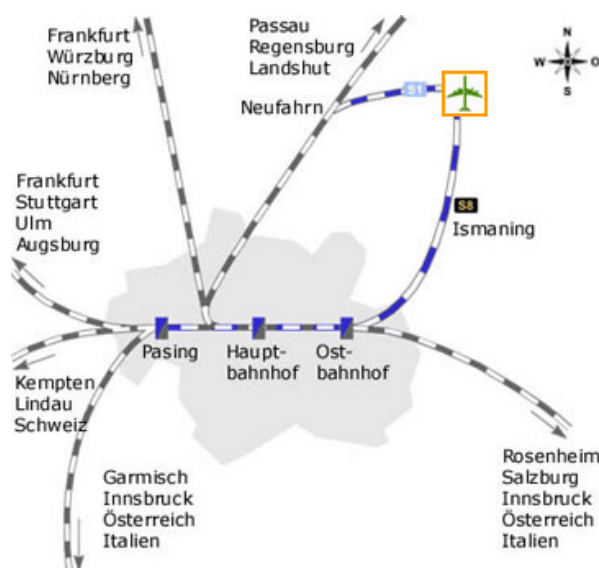 Frankfurt
Würzburg
Nürnberg
Passau
Regensburg
Landshut
N
W
O
S
Neufahrn
S1
Frankfurt
Stuttgart
Ulm
Augsburg
S8
Ismaning
Pasing
Haupt-
bahnhof
Ost-
bahnhof
Kempten
Lindau
Schweiz
Garmisch
Innsbruck
Österreich
Italien
Rosenheim
Salzburg
Innsbruck
Österreich
Italien